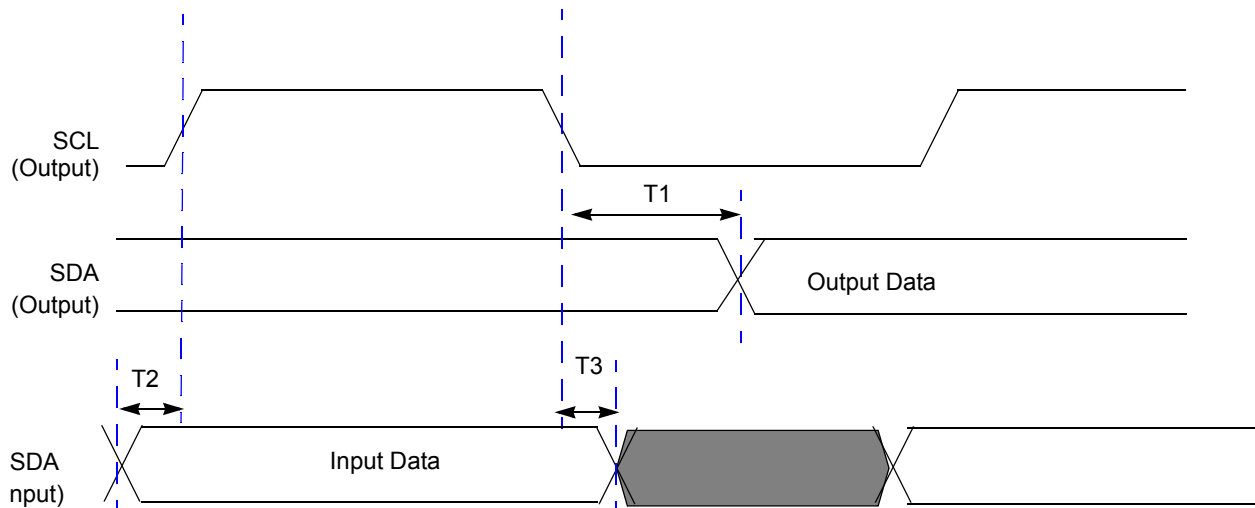 SCL
(Output)
T1
SDA
(Output)
Output Data
T2
T3
SDA
nput)
Input Data